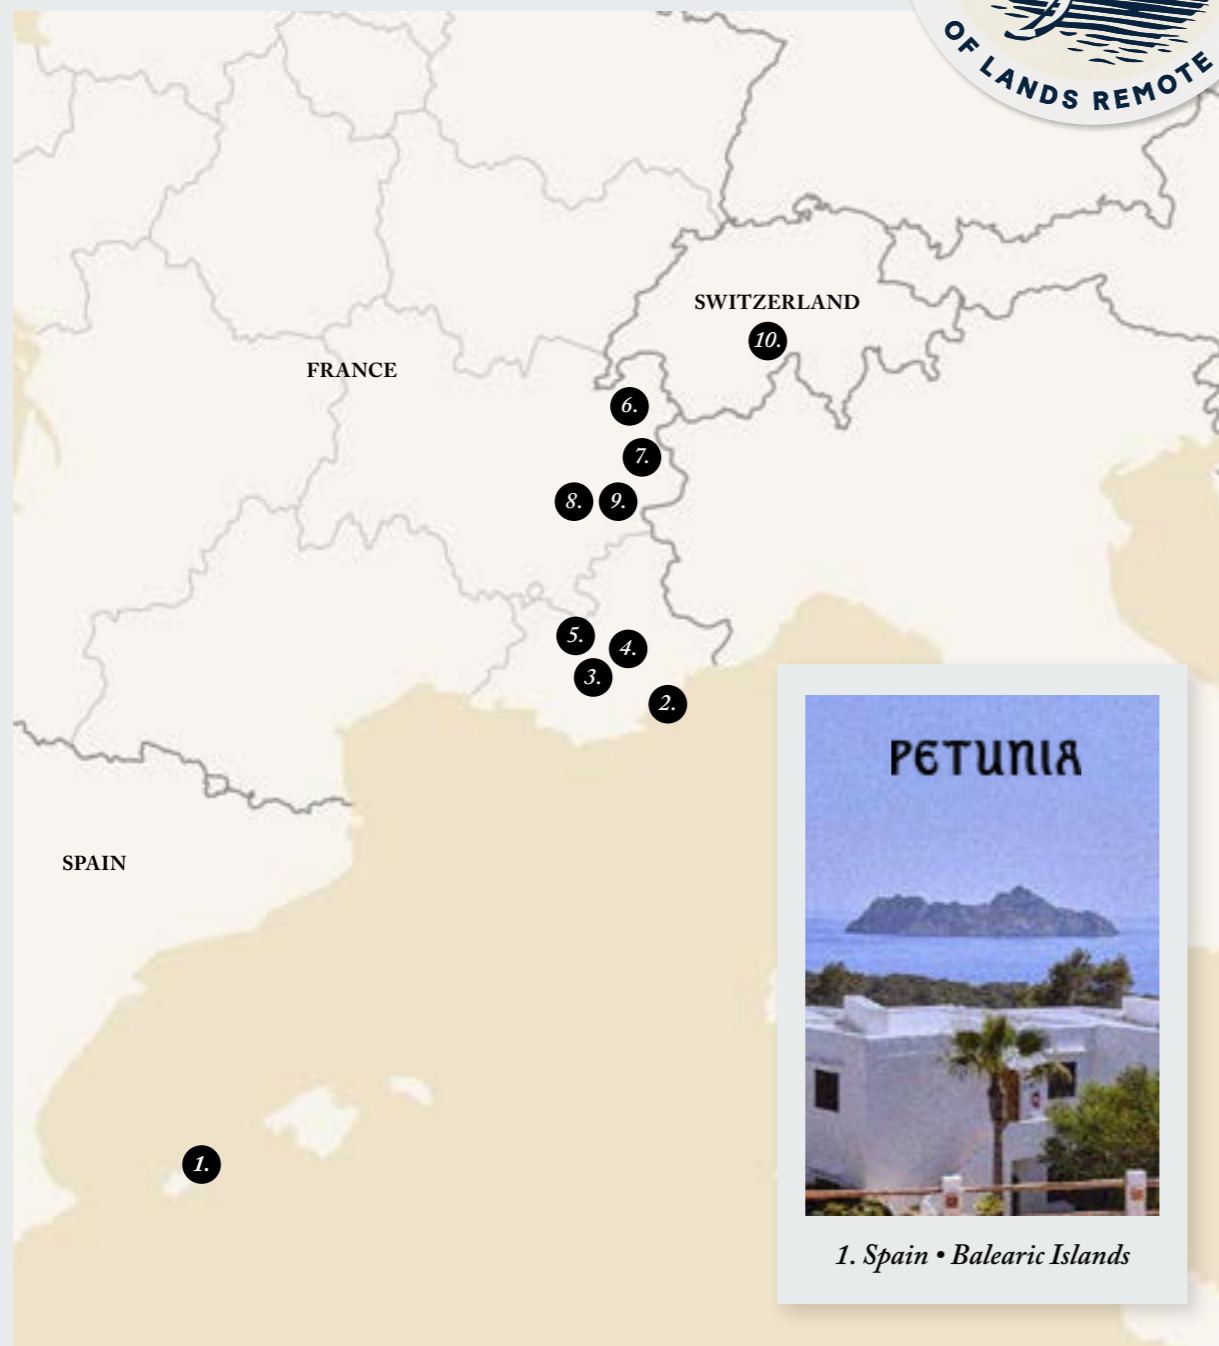 OF LANDS REMOTE
SWITZERLAND
10.
FRANCE
6.
7.
8. 9.
5. 4.
3.
2.
SPAIN
1.
PETUNIA
1. Spain • Balearic Islands